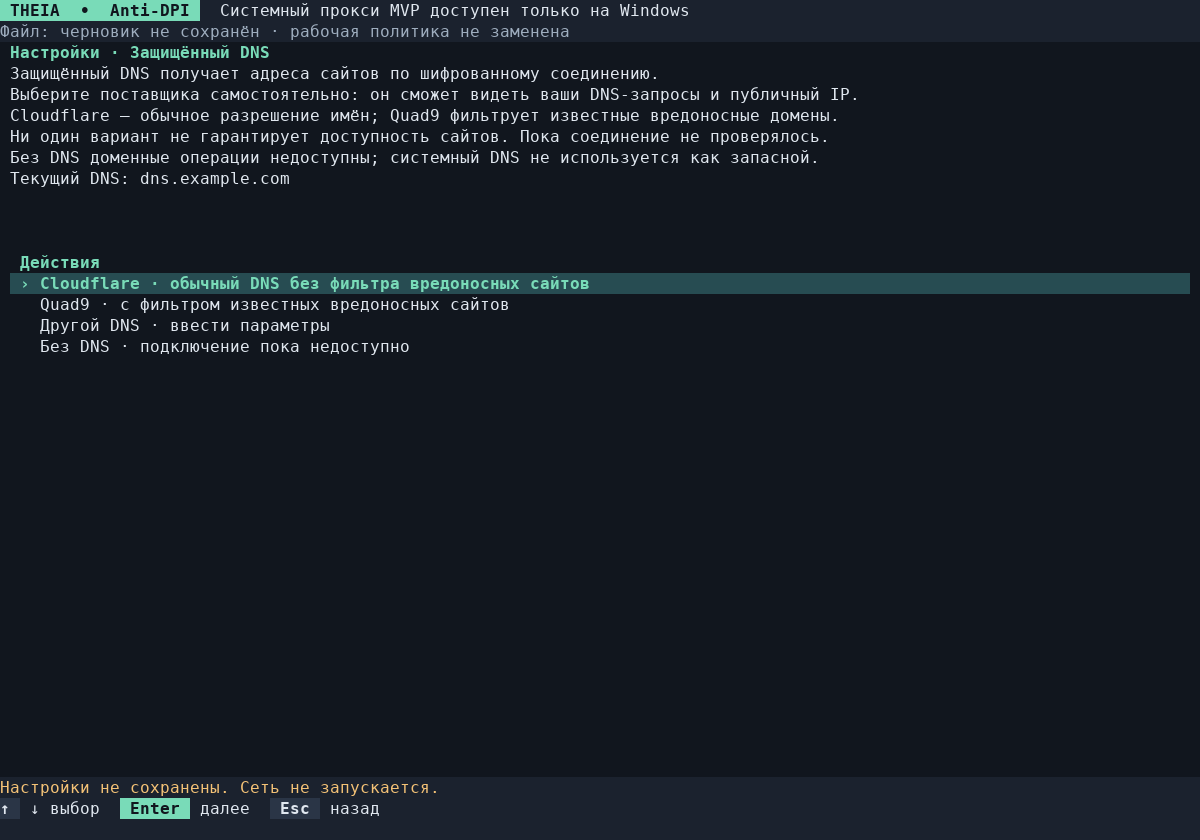 THEIA • Anti-DPI Системный прокси MVP доступен только на Windows
Файл: черновик не сохранён · рабочая политика не заменена
Настройки · Защищённый DNS
Защищённый DNS получает адреса сайтов по шифрованному соединению.
Выберите поставщика самостоятельно: он сможет видеть ваши DNS-запросы и публичный IP.
Cloudflare — обычное разрешение имён; Quad9 фильтрует известные вредоносные домены.
Ни один вариант не гарантирует доступность сайтов. Пока соединение не проверялось.
Без DNS доменные операции недоступны; системный DNS не используется как запасной.
Текущий DNS: dns.example.com
Действия
› Cloudflare · обычный DNS без фильтра вредоносных сайтов
Quad9 · с фильтром известных вредоносных сайтов
Другой DNS · ввести параметры
Без DNS · подключение пока недоступно
Настройки не сохранены. Сеть не запускается.
↑ ↓ выбор Enter далее Esc назад